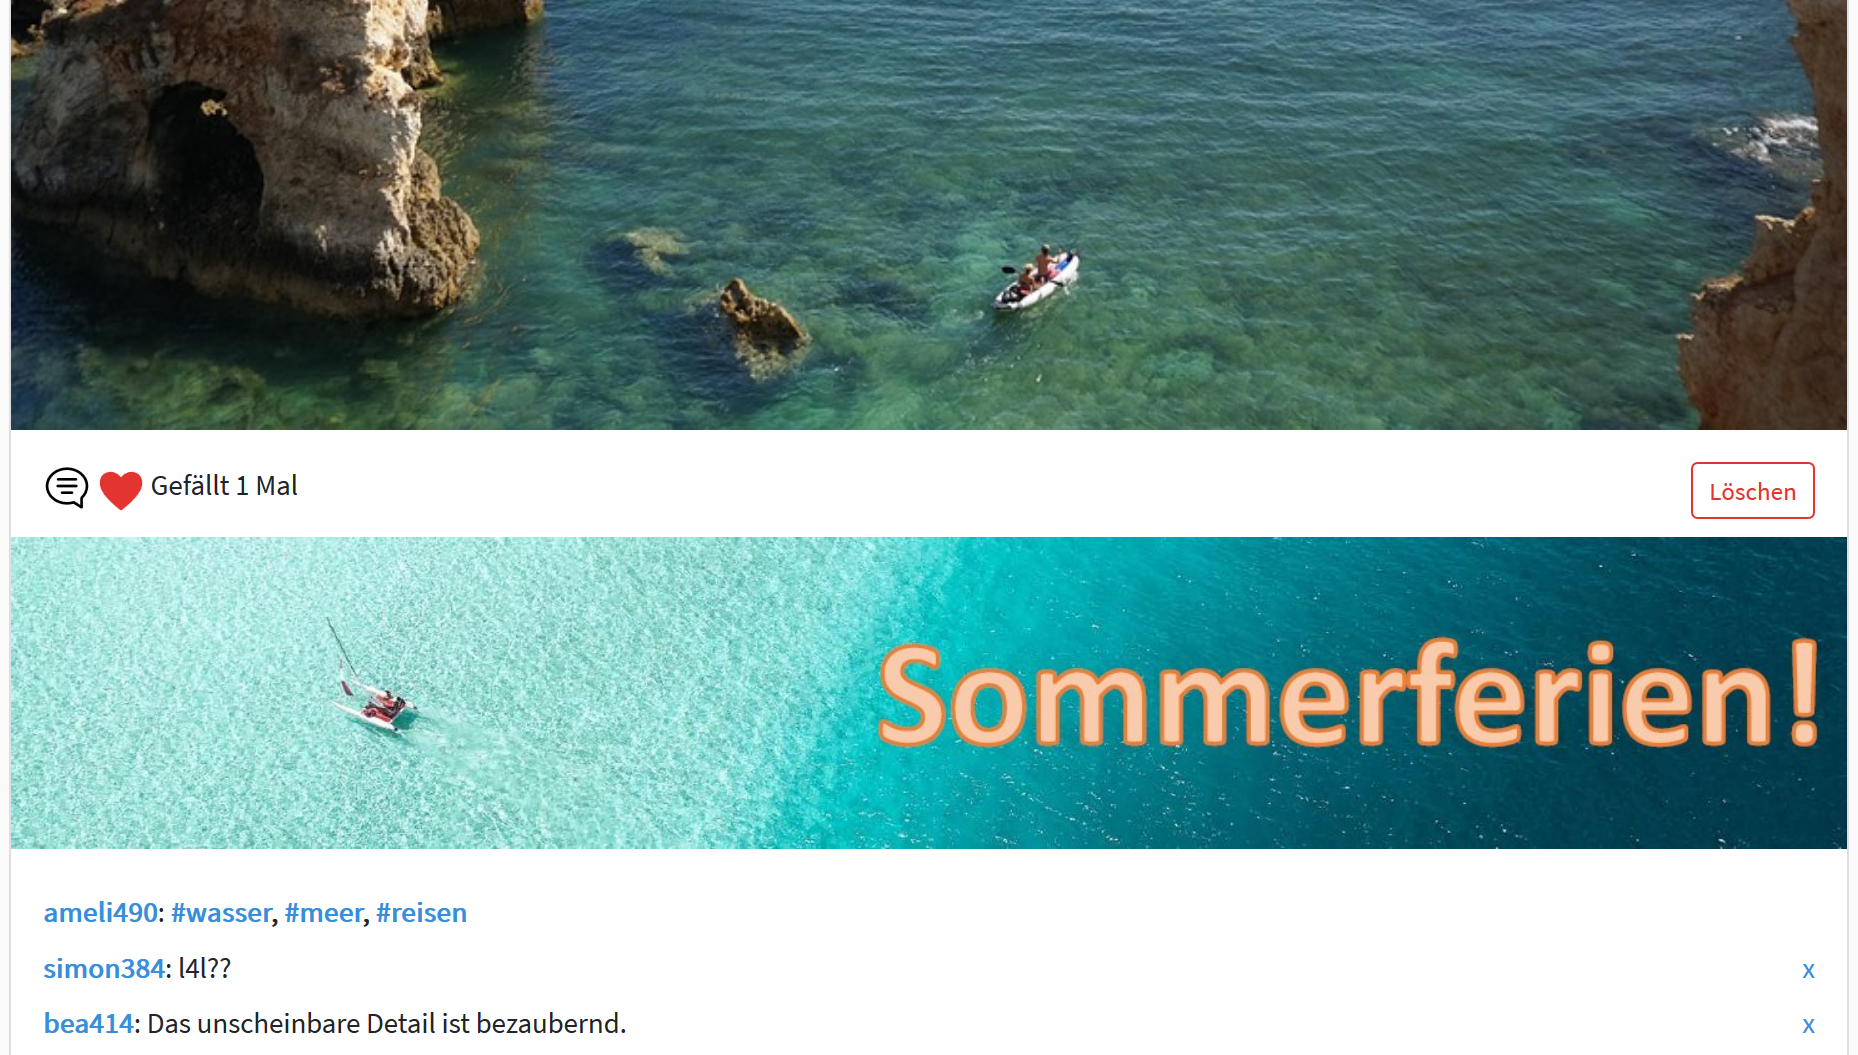 Gefällt 1 Mal
Löschen
Sommerferien!
ameli490: #wasser, #meer, #reisen
simon384: l4l??
x
bea414: Das unscheinbare Detail ist bezaubernd.
x